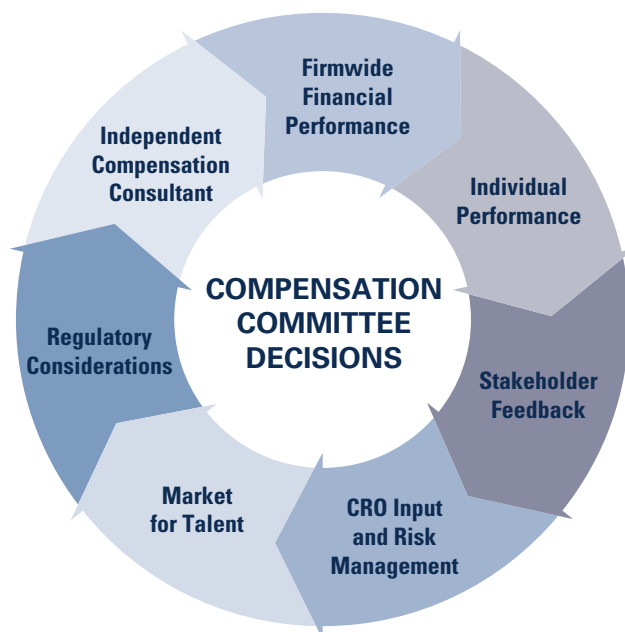 Firmwide
Financial
Performance
Individual
Performance
Stakeholder
Feedback
CRO Input
and Risk
Management
Market
for Talent
Regulatory
Considerations
Independent
Compensation
Consultant
COMPENSATION
COMMITTEE
DECISIONS